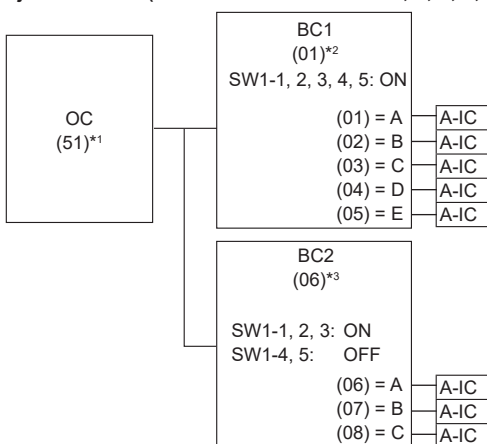 OC
(51)*1
BC1
(01)*2
SW1-1, 2, 3, 4, 5: ON
(01) = A A-IC
(02) = B A-IC
(03) = C A-IC
(04) = D A-IC
(05) = E A-IC
BC2
(06)*3
SW1-1, 2, 3: ON
SW1-4, 5: OFF
(06) = A A-IC
(07) = B A-IC
(08) = C A-IC